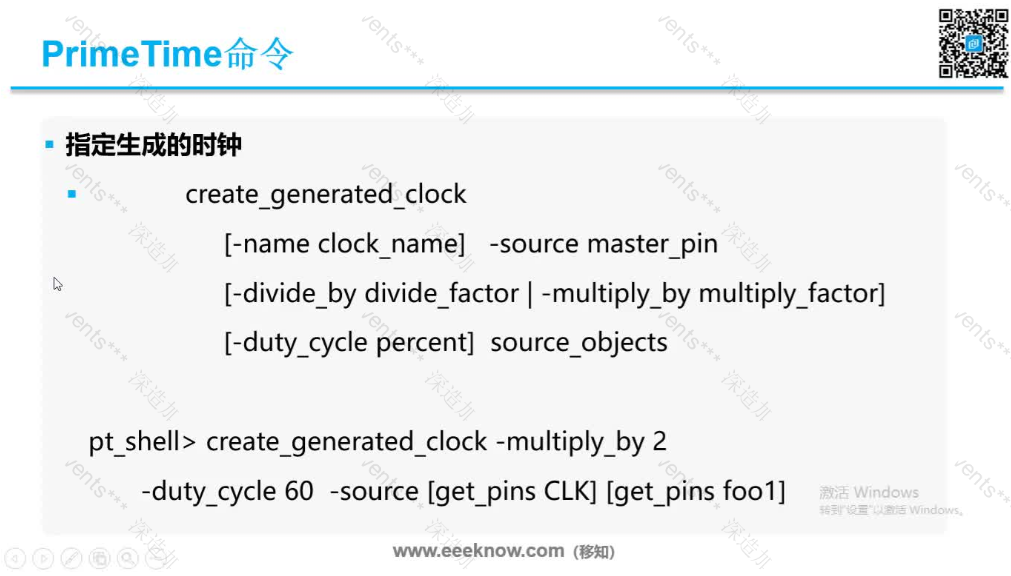 PrimeTime命令
指定生成的时钟
create_generated_clock
[-name clock_name] -source master_pin
[-divide_by divide_factor | -multiply_by multiply_factor]
[-duty_cycle percent] source_objects
pt_shell> create_generated_clock -multiply_by 2
-duty_cycle 60 -source [get_pins CLK] [get_pins foo1]
激活 Windows
转到"设置"以激活 Windows。
www.eeeknow.com（移知）